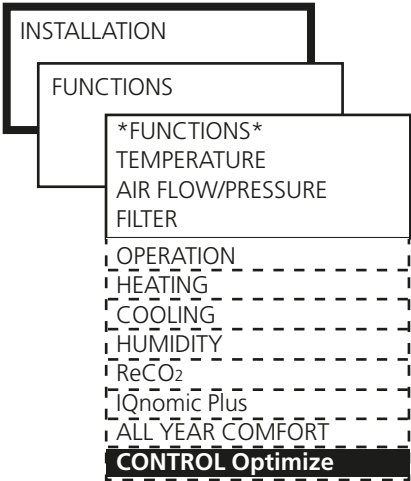 INSTALLATION
FUNCTIONS
*FUNCTIONS*
TEMPERATURE
AIR FLOW/PRESSURE
FILTER
OPERATION
HEATING
COOLING
HUMIDITY
ReCO2
IQnomic Plus
ALL YEAR COMFORT
CONTROL Optimize